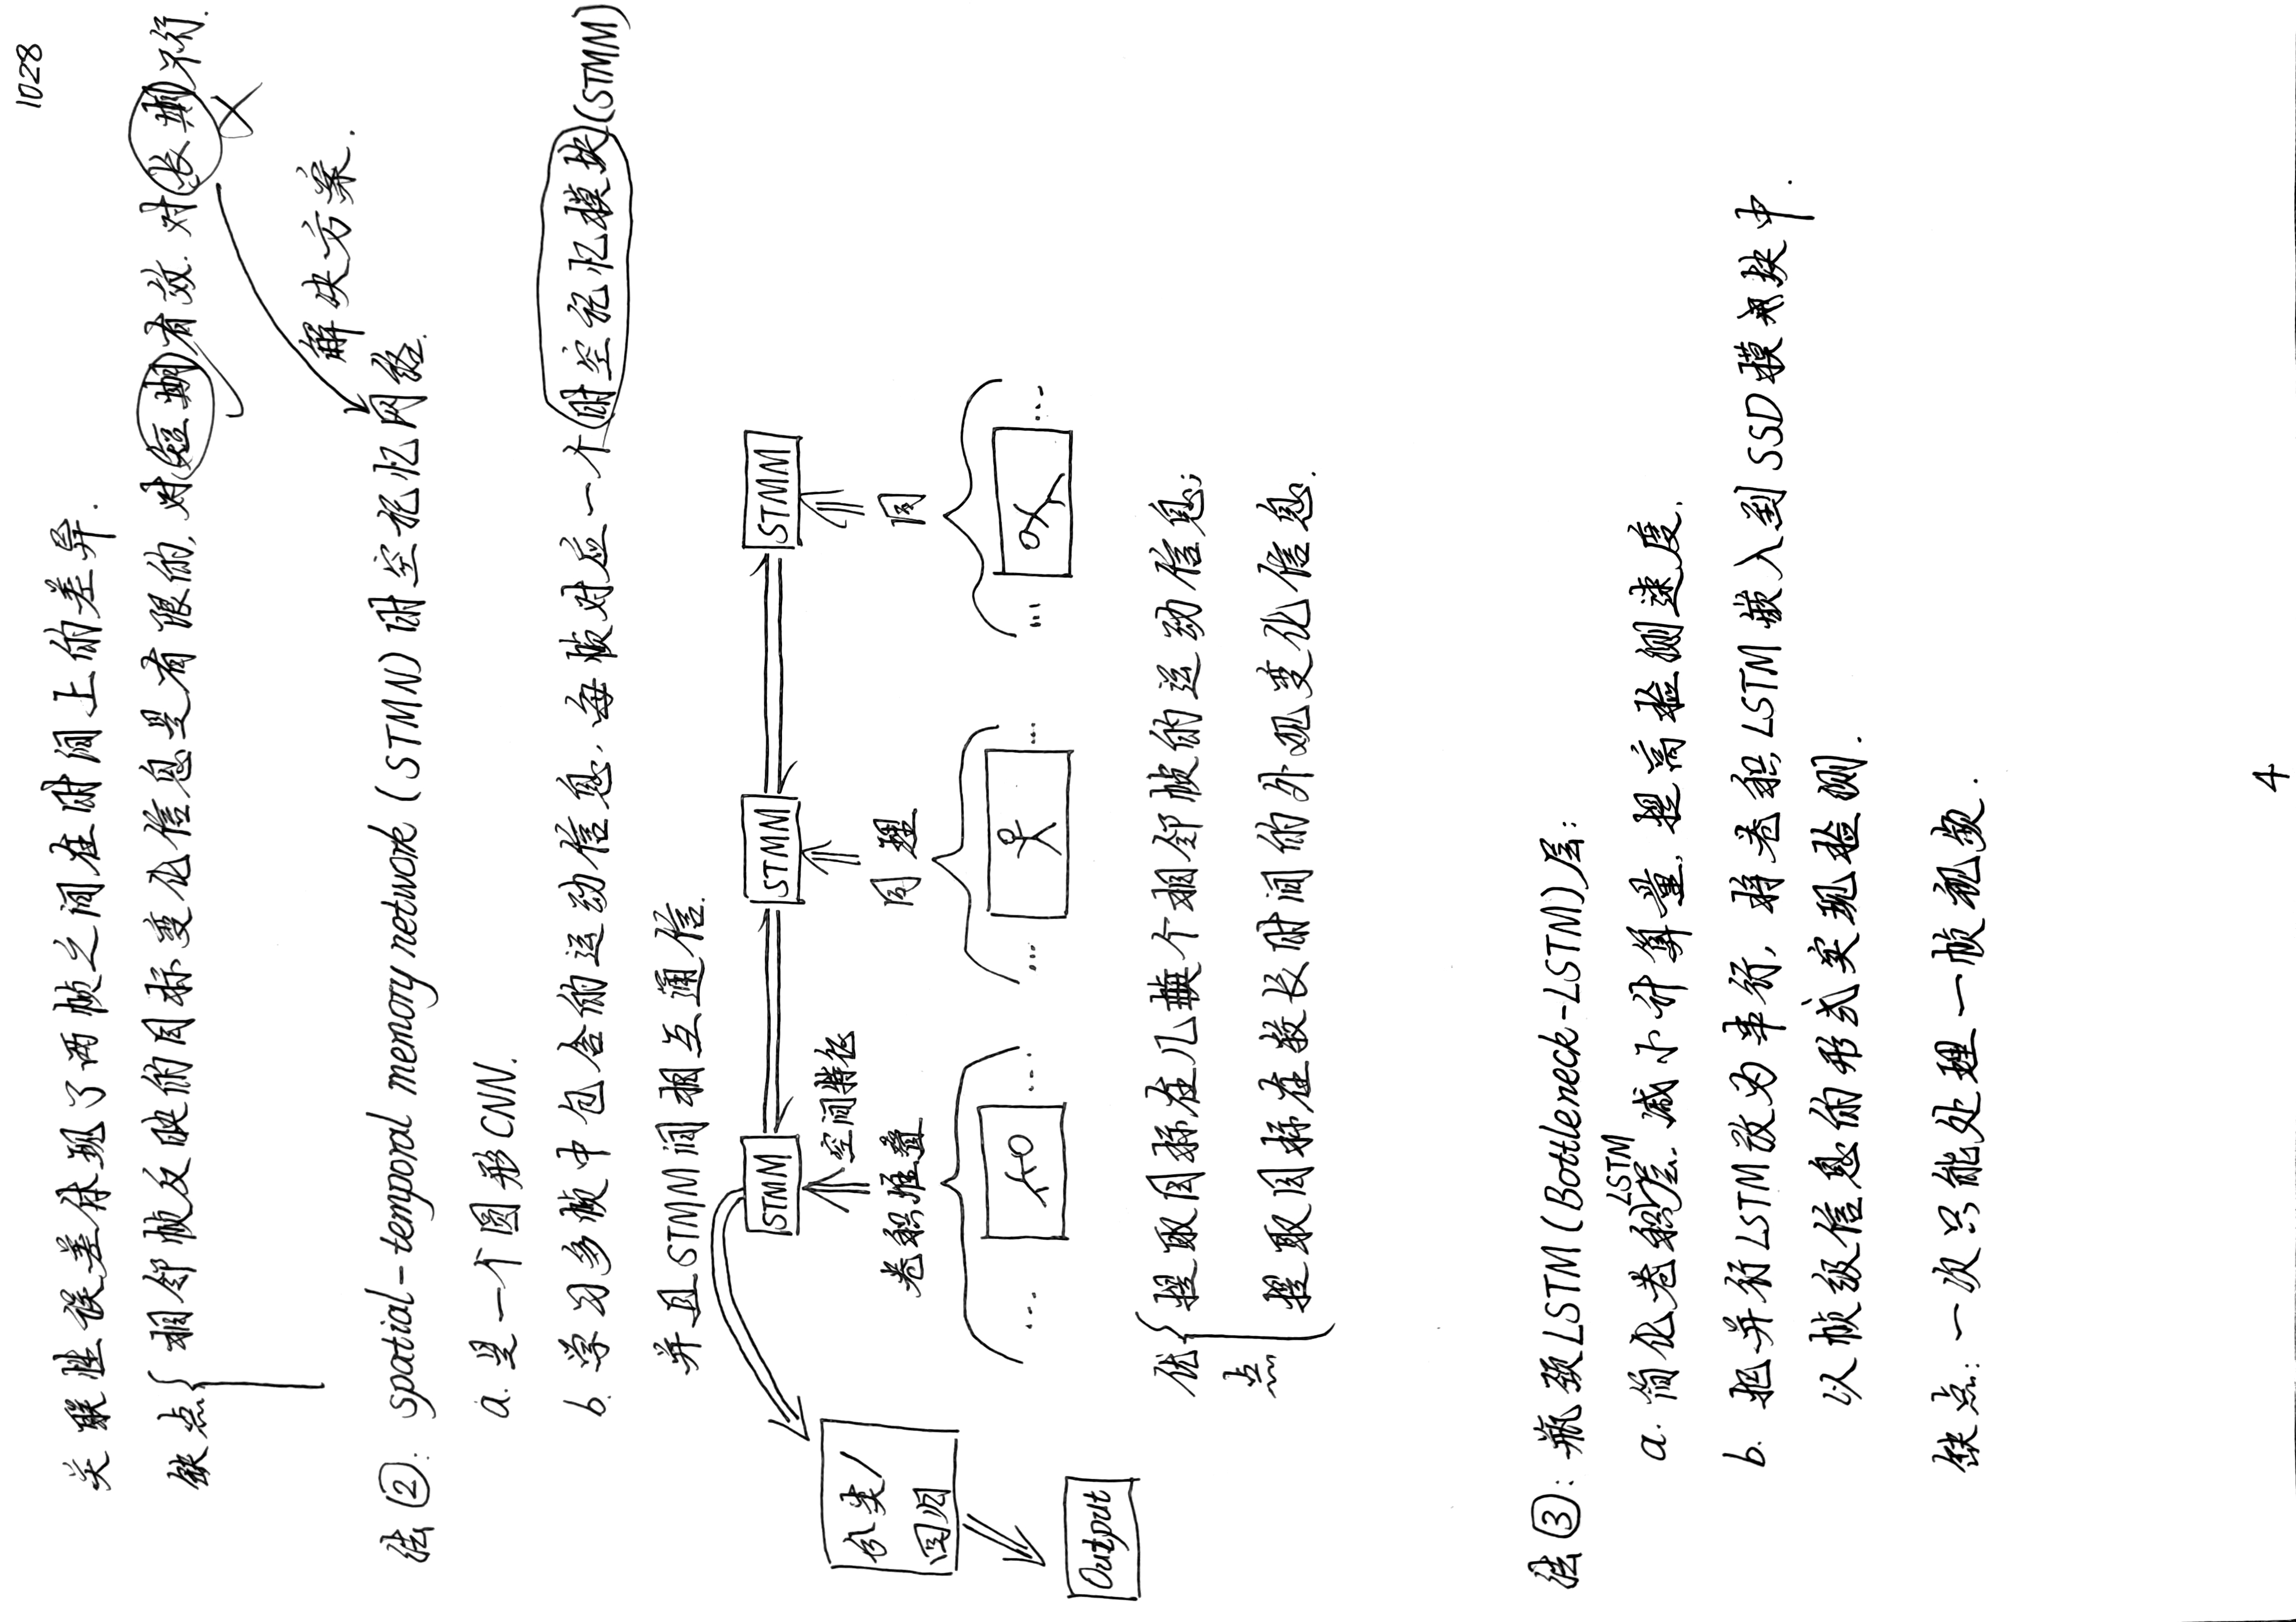 1028
关联性误差体现了两帧之间在时间上的差异.
缺点 相邻帧反映的目标变化信息是有限的, 对短期有效. 对长期不行.
解决方案.
法②: spatial-temporal memory network (STMN) 时空记忆网络.
a. 是一个圆形CNN.
b. 学习多帧中包含的运动信息, 每帧对应一个时空记忆模块(STMM)
并且STMM间相互通信.
STMM STMM STMM
空间特征
分类/
回归
卷积堆叠 同理 同
... ... ... ... ... ...
Output
优点
提取目标在几个相邻帧的运动信息;
提取目标在较长时间的外观变化信息.
法③: 瓶颈LSTM (Bottleneck-LSTM) 层:
a. 简化卷积LSTM层. 减小计算量, 提高检测速度.
b. 把并行LSTM改为串行, 将卷积LSTM嵌入到SSD模块中.
以帧级信息的形式实现检测.
缺点: 一次只能处理一帧视频.
4